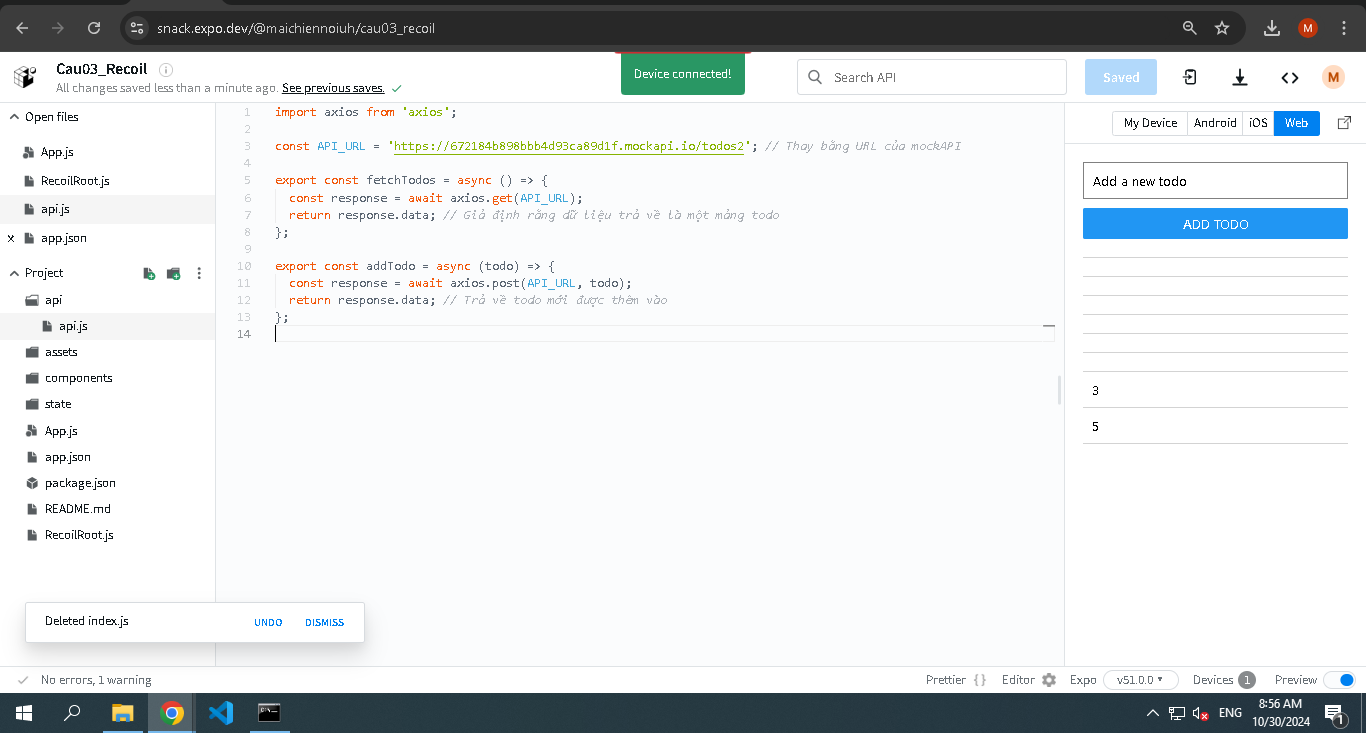 snack.expo.dev/@maichiennoiuh/cau03_recoil
M
Cau03_Recoil
All changes saved less than a minute ago. See previous saves.
Device connected!
Search API
Saved
M
Open files
App.js
RecoilRoot.js
api.js
x app.json
Project
api
api.js
assets
components
state
App.js
app.json
package.json
README.md
RecoilRoot.js
1 import axios from 'axios';
2
3 const API_URL = 'https://672184b898bbb4d93ca89d1f.mockapi.io/todos2'; // Thay bằng URL của mockAPI
4
5 export const fetchTodos = async () => {
6 const response = await axios.get(API_URL);
7 return response.data; // Giả định rằng dữ liệu trả về là một mảng todo
8 };
9
10 export const addTodo = async (todo) => {
11 const response = await axios.post(API_URL, todo);
12 return response.data; // Trả về todo mới được thêm vào
13 };
14
My Device Android iOS Web
Add a new todo
ADD TODO
3
5
Deleted index.js UNDO DISMISS
No errors, 1 warning
Prettier {} Editor Expo v51.0.0 Devices 1 Preview
ENG
8:56 AM
10/30/2024
1